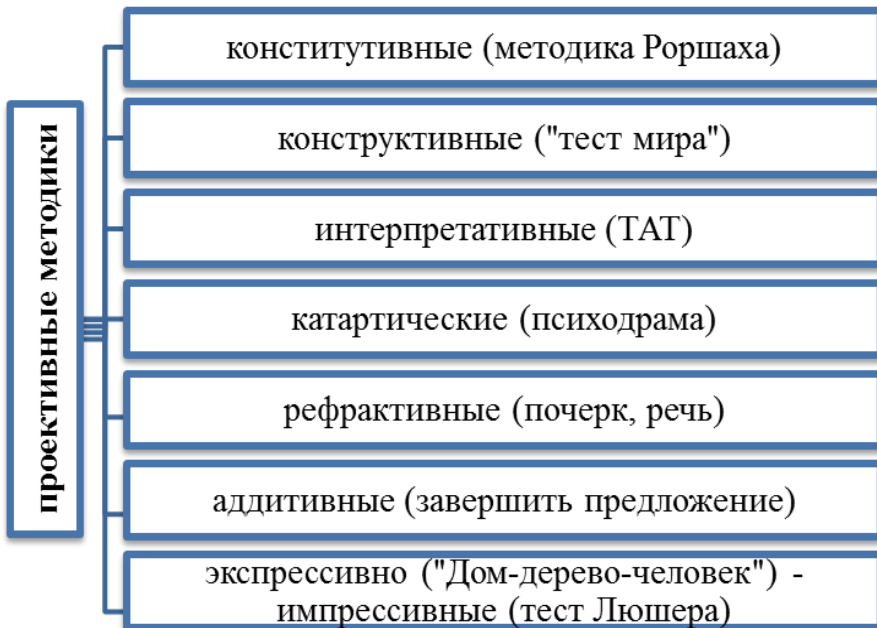 проективные методики
конститутивные (методика Роршаха)
конструктивные ("тест мира")
интерпретативные (ТАТ)
катартические (психодрама)
рефрактивные (почерк, речь)
аддитивные (завершить предложение)
экспрессивно ("Дом-дерево-человек") -
импрессивные (тест Люшера)